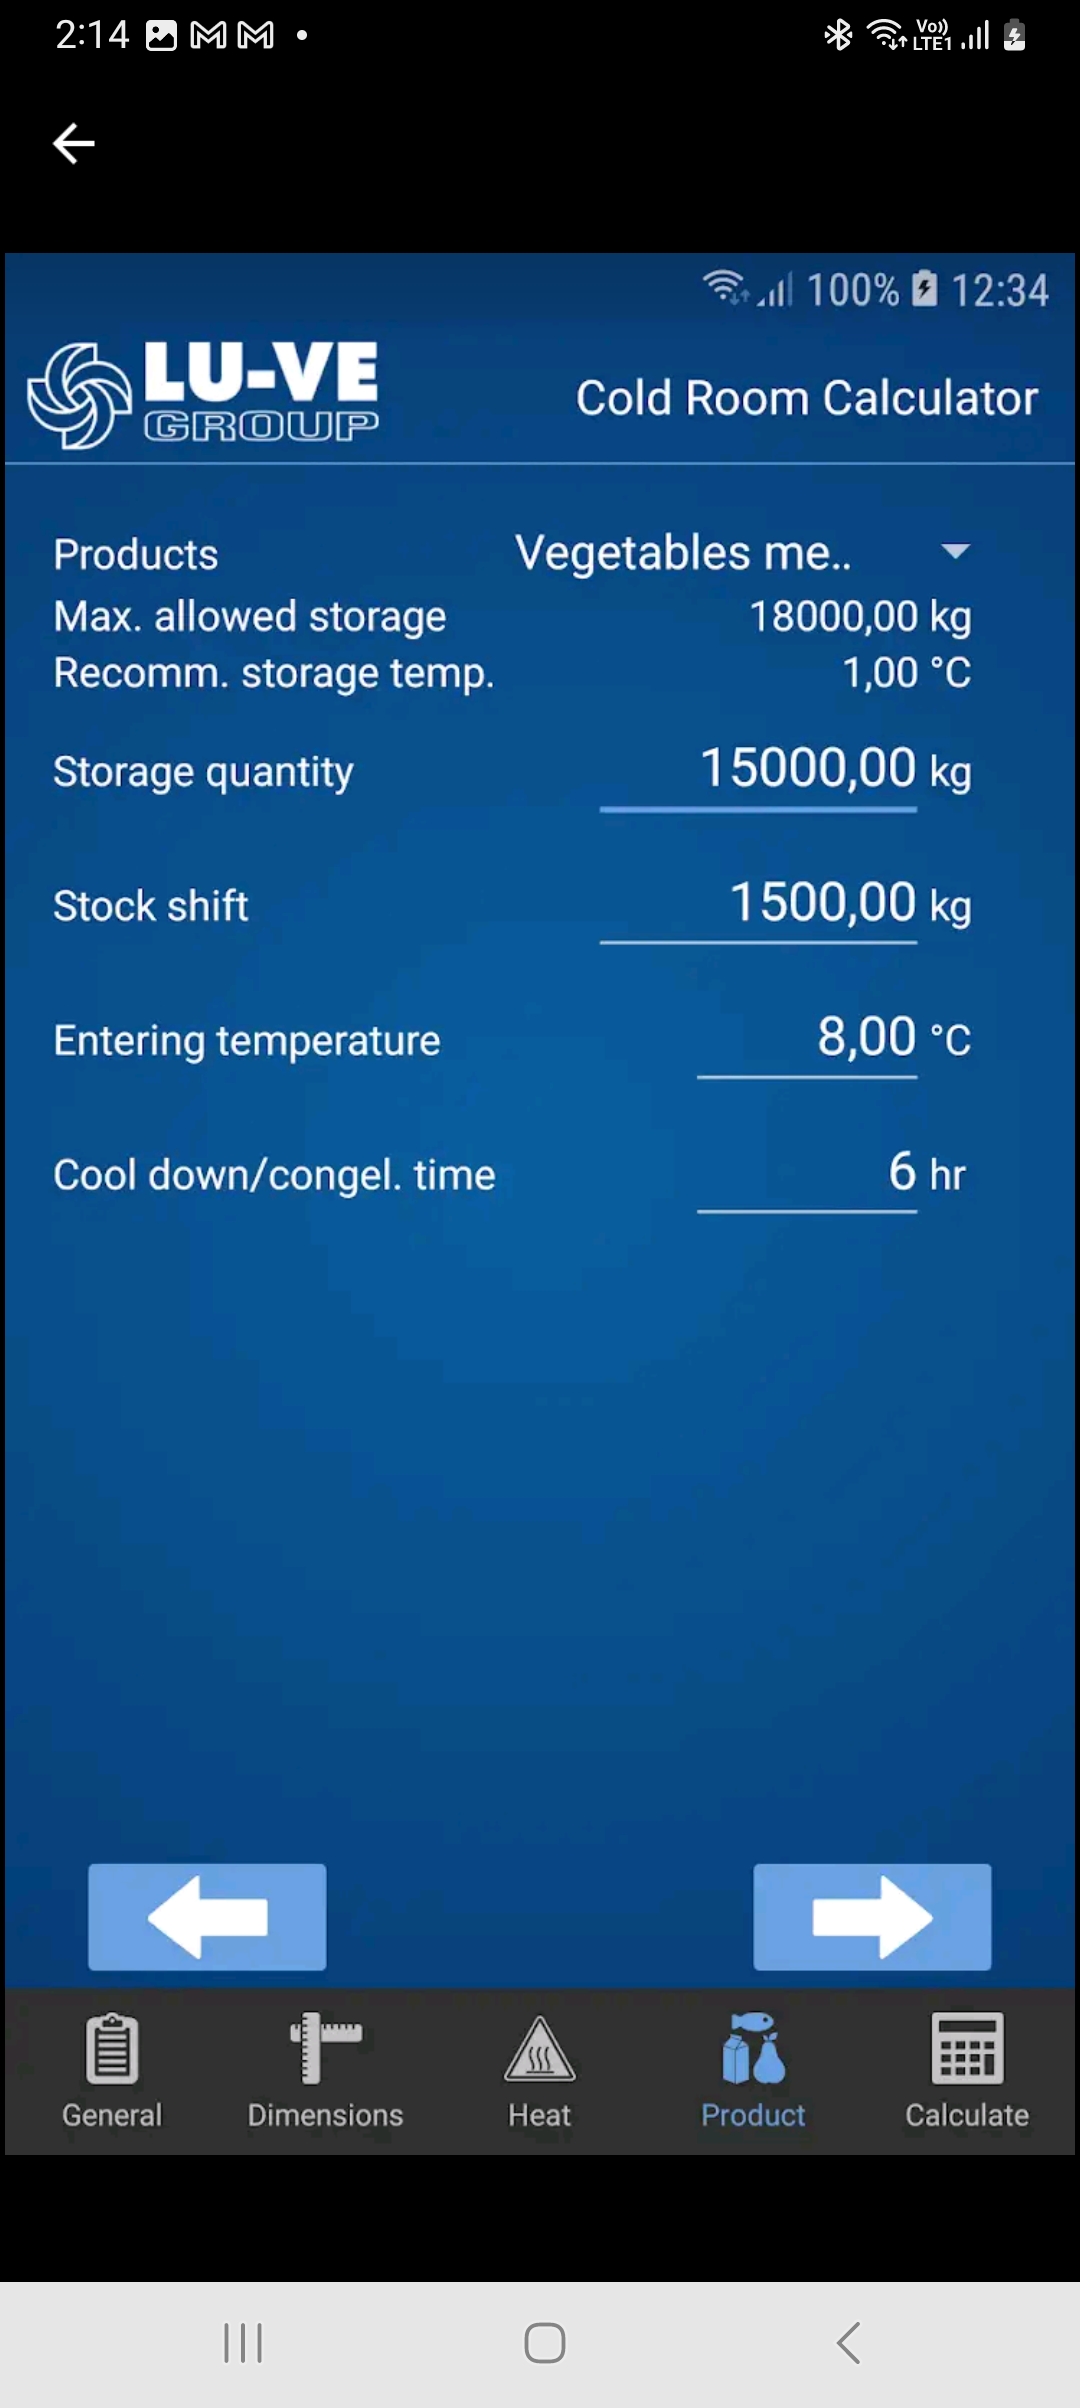 2:14
Vo)) LTE1
100% 12:34
LU-VE
GROUP
Cold Room Calculator
Products Vegetables me..
Max. allowed storage 18000,00 kg
Recomm. storage temp. 1,00 °C
Storage quantity 15000,00 kg
Stock shift 1500,00 kg
Entering temperature 8,00 °C
Cool down/congel. time 6 hr
General Dimensions Heat Product Calculate